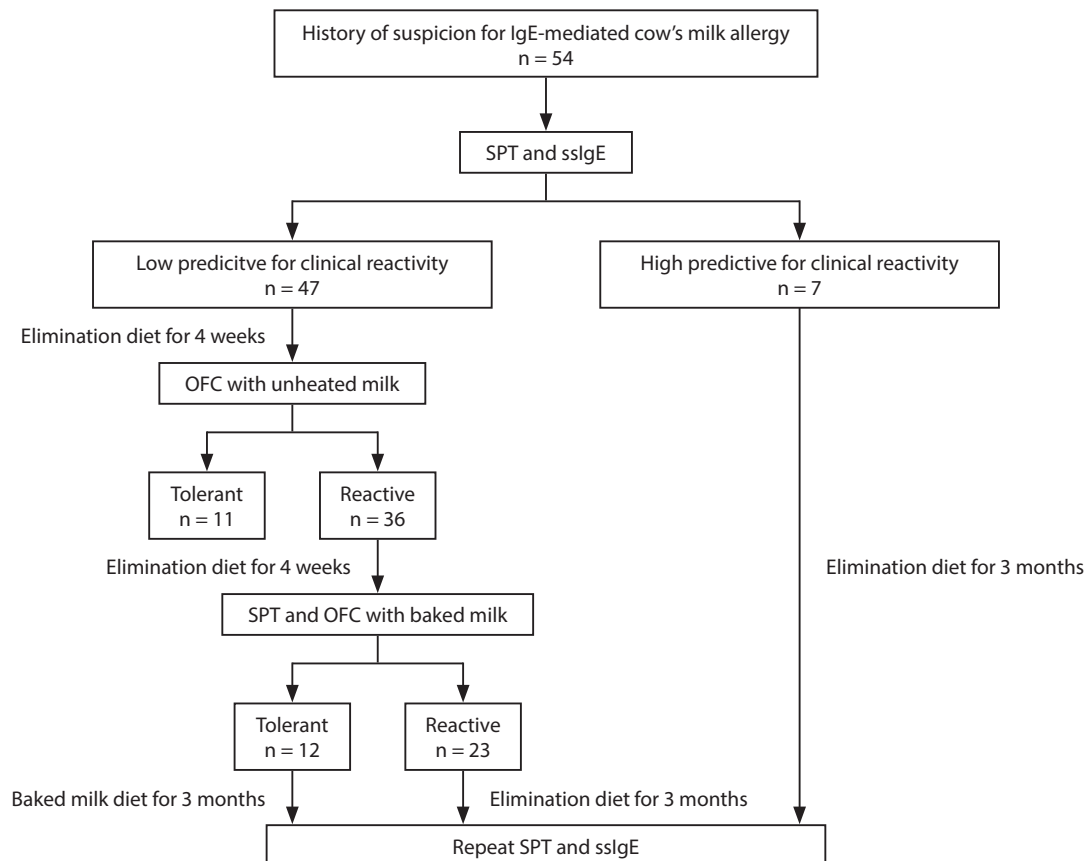 History of suspicion for IgE-mediated cow's milk allergy
n = 54
SPT and ssIgE
Low predicitve for clinical reactivity
n = 47
High predictive for clinical reactivity
n = 7
Elimination diet for 4 weeks
OFC with unheated milk
Tolerant
n = 11
Reactive
n = 36
Elimination diet for 4 weeks
Elimination diet for 3 months
SPT and OFC with baked milk
Tolerant
n = 12
Reactive
n = 23
Baked milk diet for 3 months
Elimination diet for 3 months
Repeat SPT and ssIgE